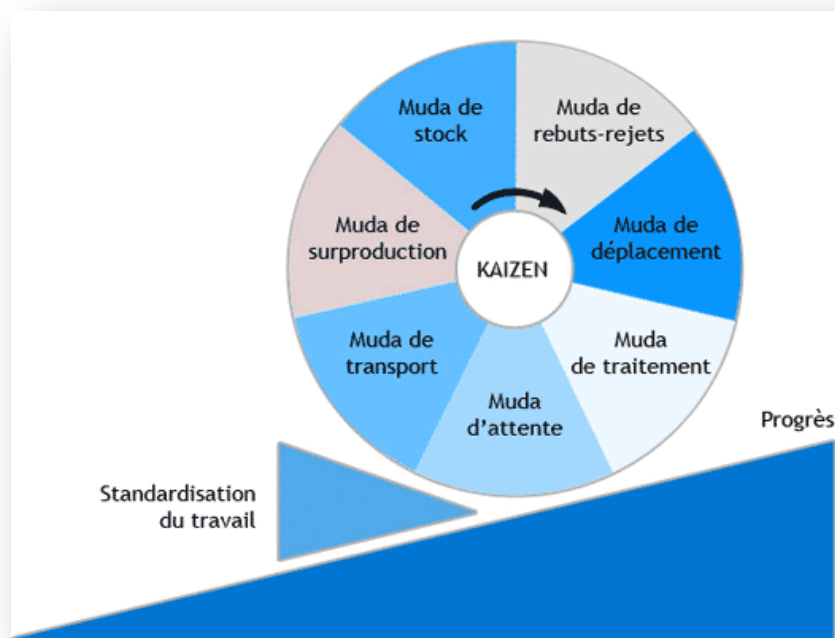 Muda de
stock
Muda de
rebuts-rejets
Muda de
déplacement
Muda
de traitement
Muda
d'attente
Muda de
transport
Muda de
surproduction
KAIZEN
Progrès
Standardisation
du travail